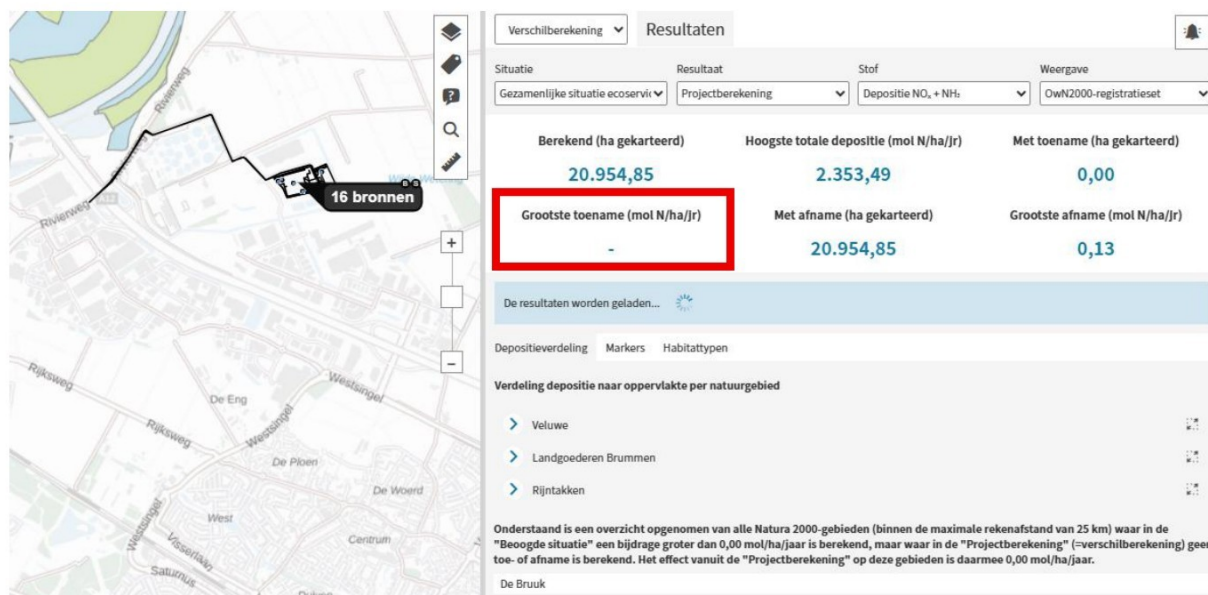 Verschilberekening
Resultaten
Situatie
Resultaat
Stof
Weergave
Gezamenlijke situatie ecoservic
Projectberekening
Depositie NOₓ + NH₃
OwN2000-registratieset
Berekend (ha gekarteerd)
Hoogste totale depositie (mol N/ha/jr)
Met toename (ha gekarteerd)
20.954,85
2.353,49
0,00
Grootste toename (mol N/ha/jr)
Met afname (ha gekarteerd)
Grootste afname (mol N/ha/jr)
-
20.954,85
0,13
De resultaten worden geladen...
Depositieverdeling
Markers
Habitattypen
Verdeling depositie naar oppervlakte per natuurgebied
Veluwe
Landgoederen Brummen
Rijntakken
Onderstaand is een overzicht opgenomen van alle Natura 2000-gebieden (binnen de maximale rekenafstand van 25 km) waar in de
"Beoogde situatie" een bijdrage groter dan 0,00 mol/ha/jaar is berekend, maar waar in de "Projectberekening" (=verschilberekening) geen
toe- of afname is berekend. Het effect vanuit de "Projectberekening" op deze gebieden is daarmee 0,00 mol/ha/jaar.
De Bruuk
Rivierweg
Rivierweg
Rivierweg
A12
16 bronnen
Rijksweg
De Eng
Westsingel
Rijksweg
Westsingel
De Ploen
De Woerd
West
Centrum
Westsingel
Visserlaan
Saturnus